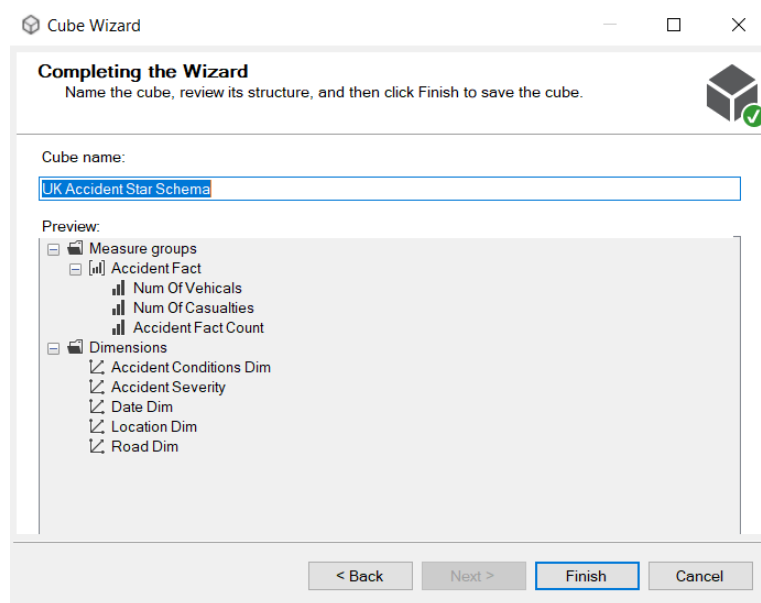 Cube Wizard
Completing the Wizard
Name the cube, review its structure, and then click Finish to save the cube.
Cube name:
UK Accident Star Schema
Preview:
Measure groups
Accident Fact
Num Of Vehicals
Num Of Casualties
Accident Fact Count
Dimensions
Accident Conditions Dim
Accident Severity
Date Dim
Location Dim
Road Dim
< Back Next > Finish Cancel